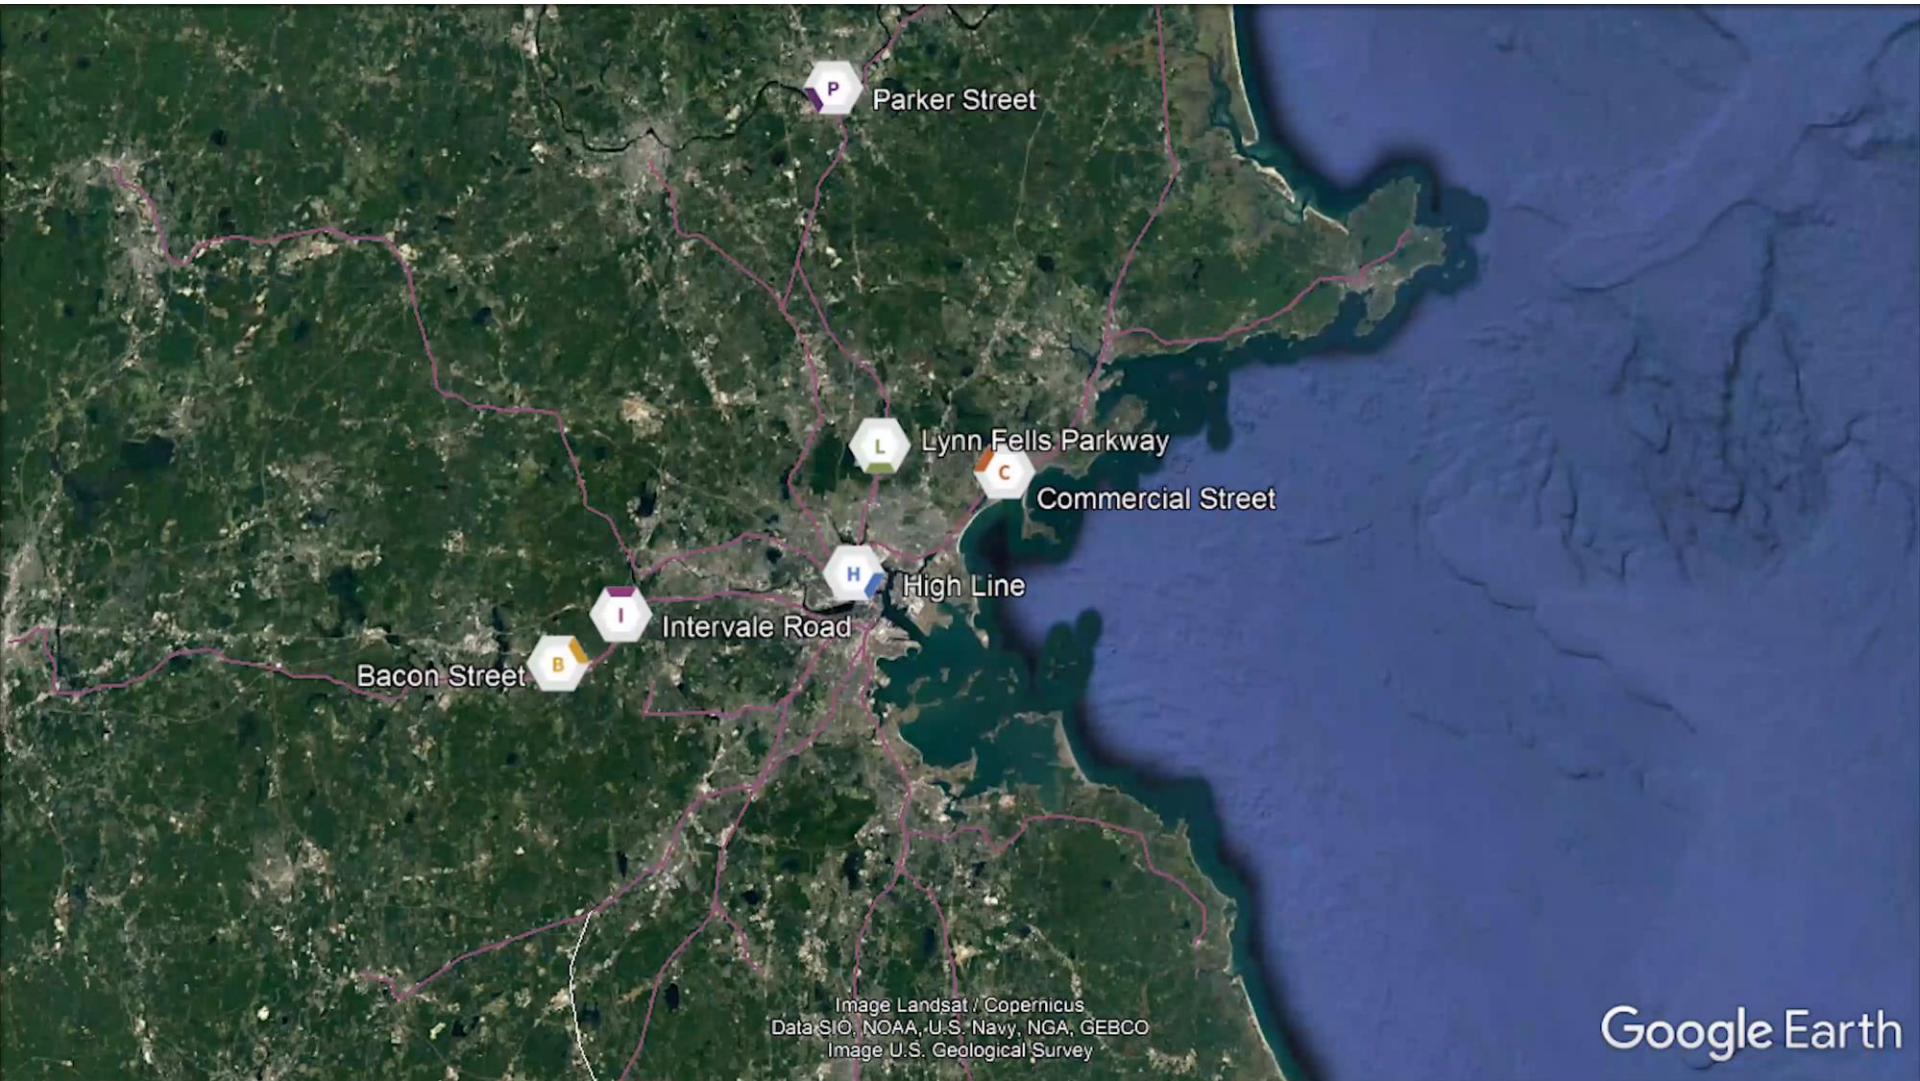 P
Parker Street
L
Lynn Fells Parkway
C
Commercial Street
H
High Line
I
Intervale Road
B
Bacon Street
Image Landsat / Copernicus
Data SIO, NOAA, U.S. Navy, NGA, GEBCO
Image U.S. Geological Survey
Google Earth